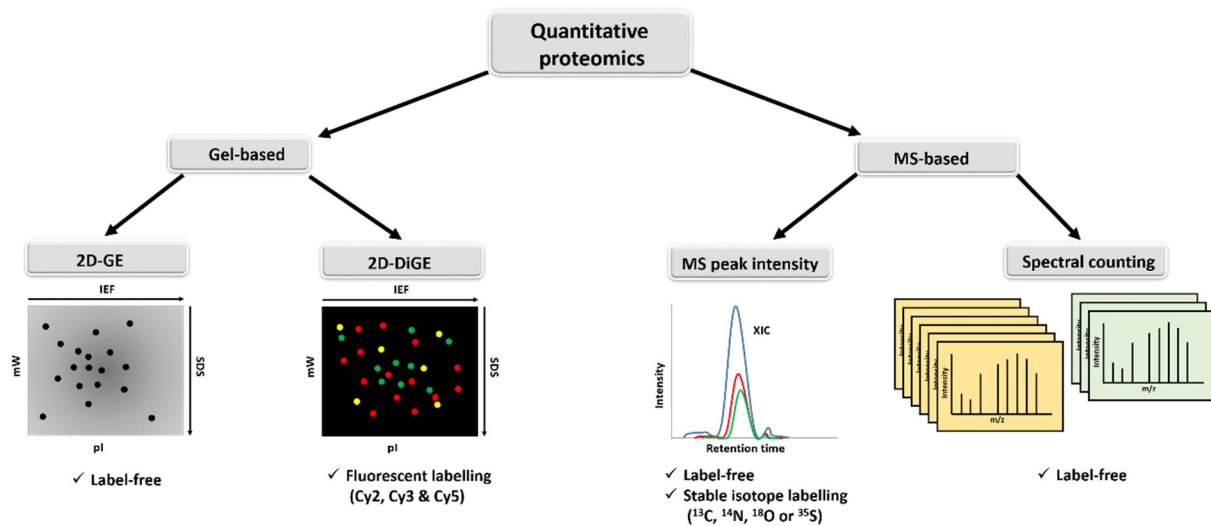 Quantitative
proteomics
Gel-based
MS-based
2D-GE
2D-DiGE
MS peak intensity
Spectral counting
IEF
mW
SDS
pI
IEF
mW
SDS
pI
XIC
Intensity
Retention time
Intensity
m/z
Intensity
m/z
✓ Label-free
✓ Fluorescent labelling
(Cy2, Cy3 & Cy5)
✓ Label-free
✓ Stable isotope labelling
(¹³C, ¹⁴N, ¹⁸O or ³⁵S)
✓ Label-free